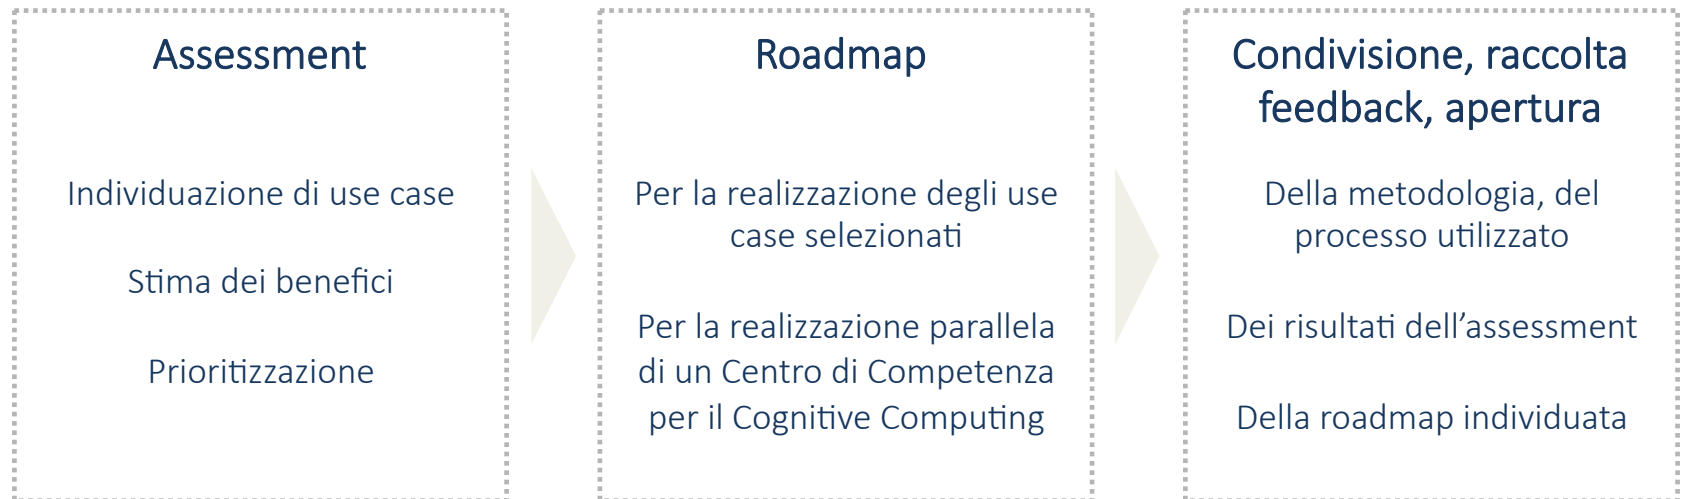 Assessment
Individuazione di use case
Stima dei benefici
Prioritizzazione
Roadmap
Per la realizzazione degli use
case selezionati
Per la realizzazione parallela
di un Centro di Competenza
per il Cognitive Computing
Condivisione, raccolta
feedback, apertura
Della metodologia, del
processo utilizzato
Dei risultati dell’assessment
Della roadmap individuata